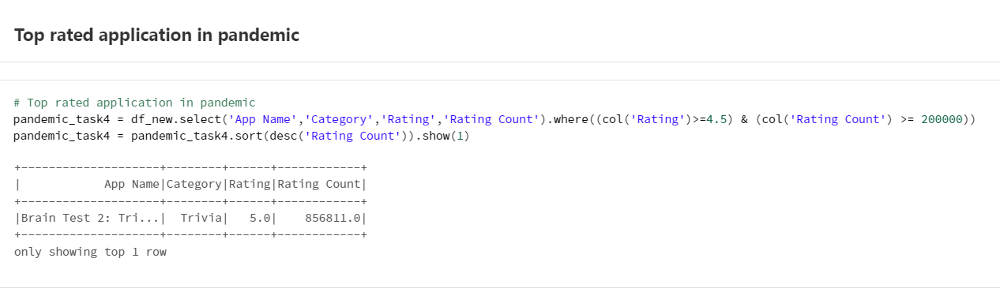 Top rated application in pandemic
# Top rated application in pandemic
pandemic_task4 = df_new.select('App Name','Category','Rating','Rating Count').where((col('Rating')>=4.5) & (col('Rating Count') >= 200000))
pandemic_task4 = pandemic_task4.sort(desc('Rating Count')).show(1)
+--------------------+--------+------+------------+
|            App Name|Category|Rating|Rating Count|
+--------------------+--------+------+------------+
|Brain Test 2: Tri...|  Trivia|   5.0|    856811.0|
+--------------------+--------+------+------------+
only showing top 1 row